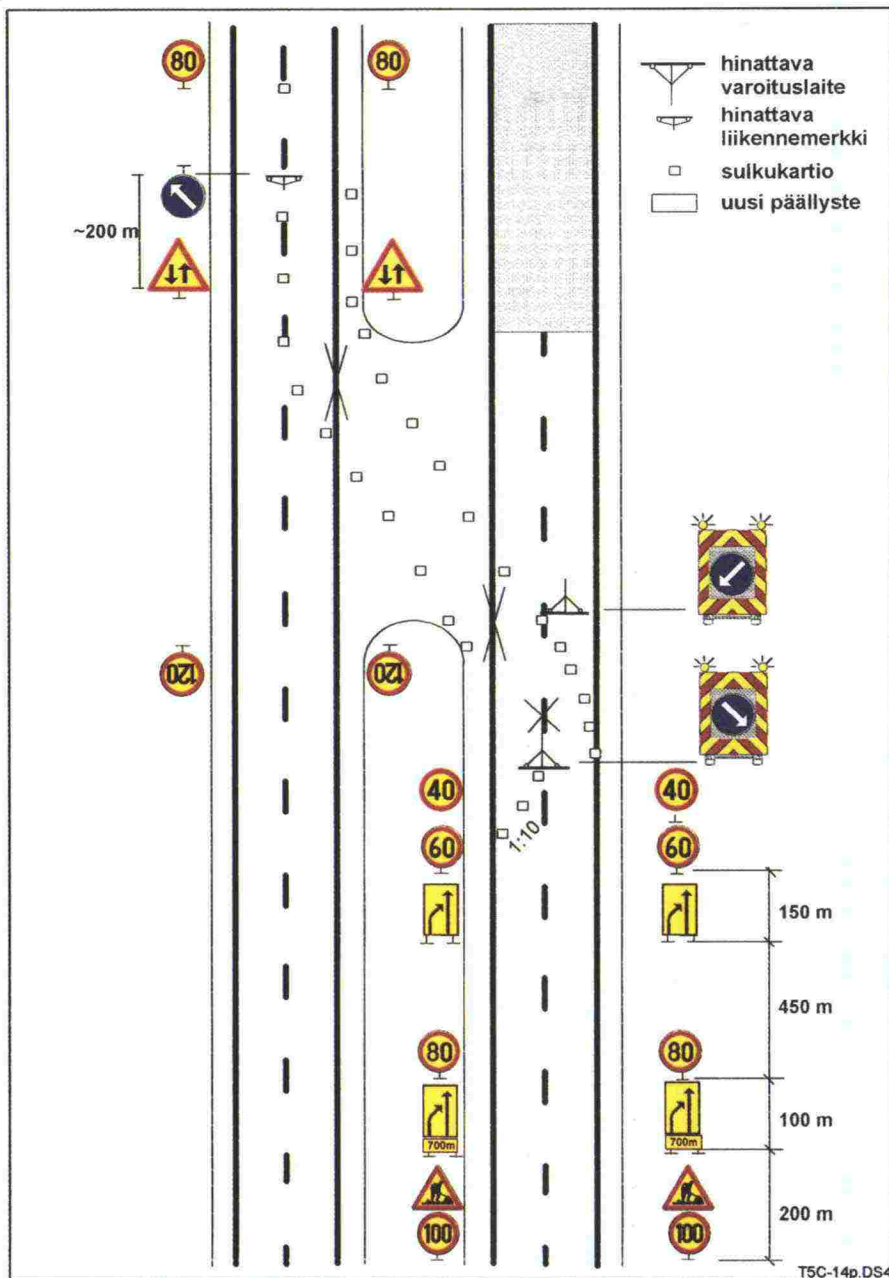 80
80
hinattava
varoituslaite
hinattava
liikennemerkki
sulkukartio
uusi päällyste
~200 m
120
120
40
40
1:10
60
60
150 m
450 m
80
80
100 m
700m
700m
200 m
100
100
T5C-14p.DS4